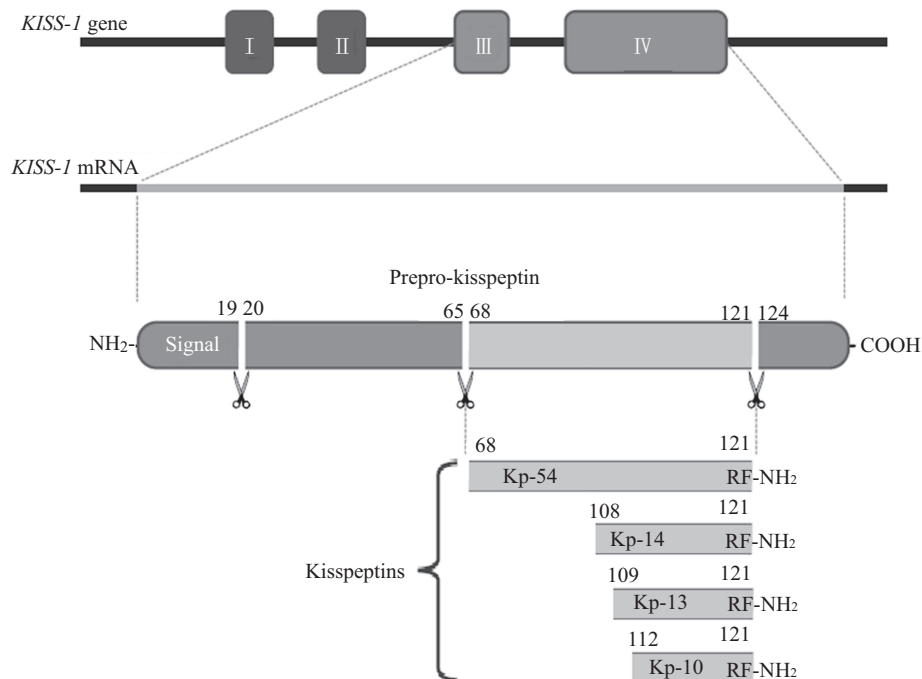 KISS-1 gene
I II III IV
KISS-1 mRNA
Prepro-kisspeptin
19 20 65 68 121 124
NH2- Signal -COOH
68 121
Kp-54 RF-NH2
108 121
Kp-14 RF-NH2
Kisspeptins
109 121
Kp-13 RF-NH2
112 121
Kp-10 RF-NH2